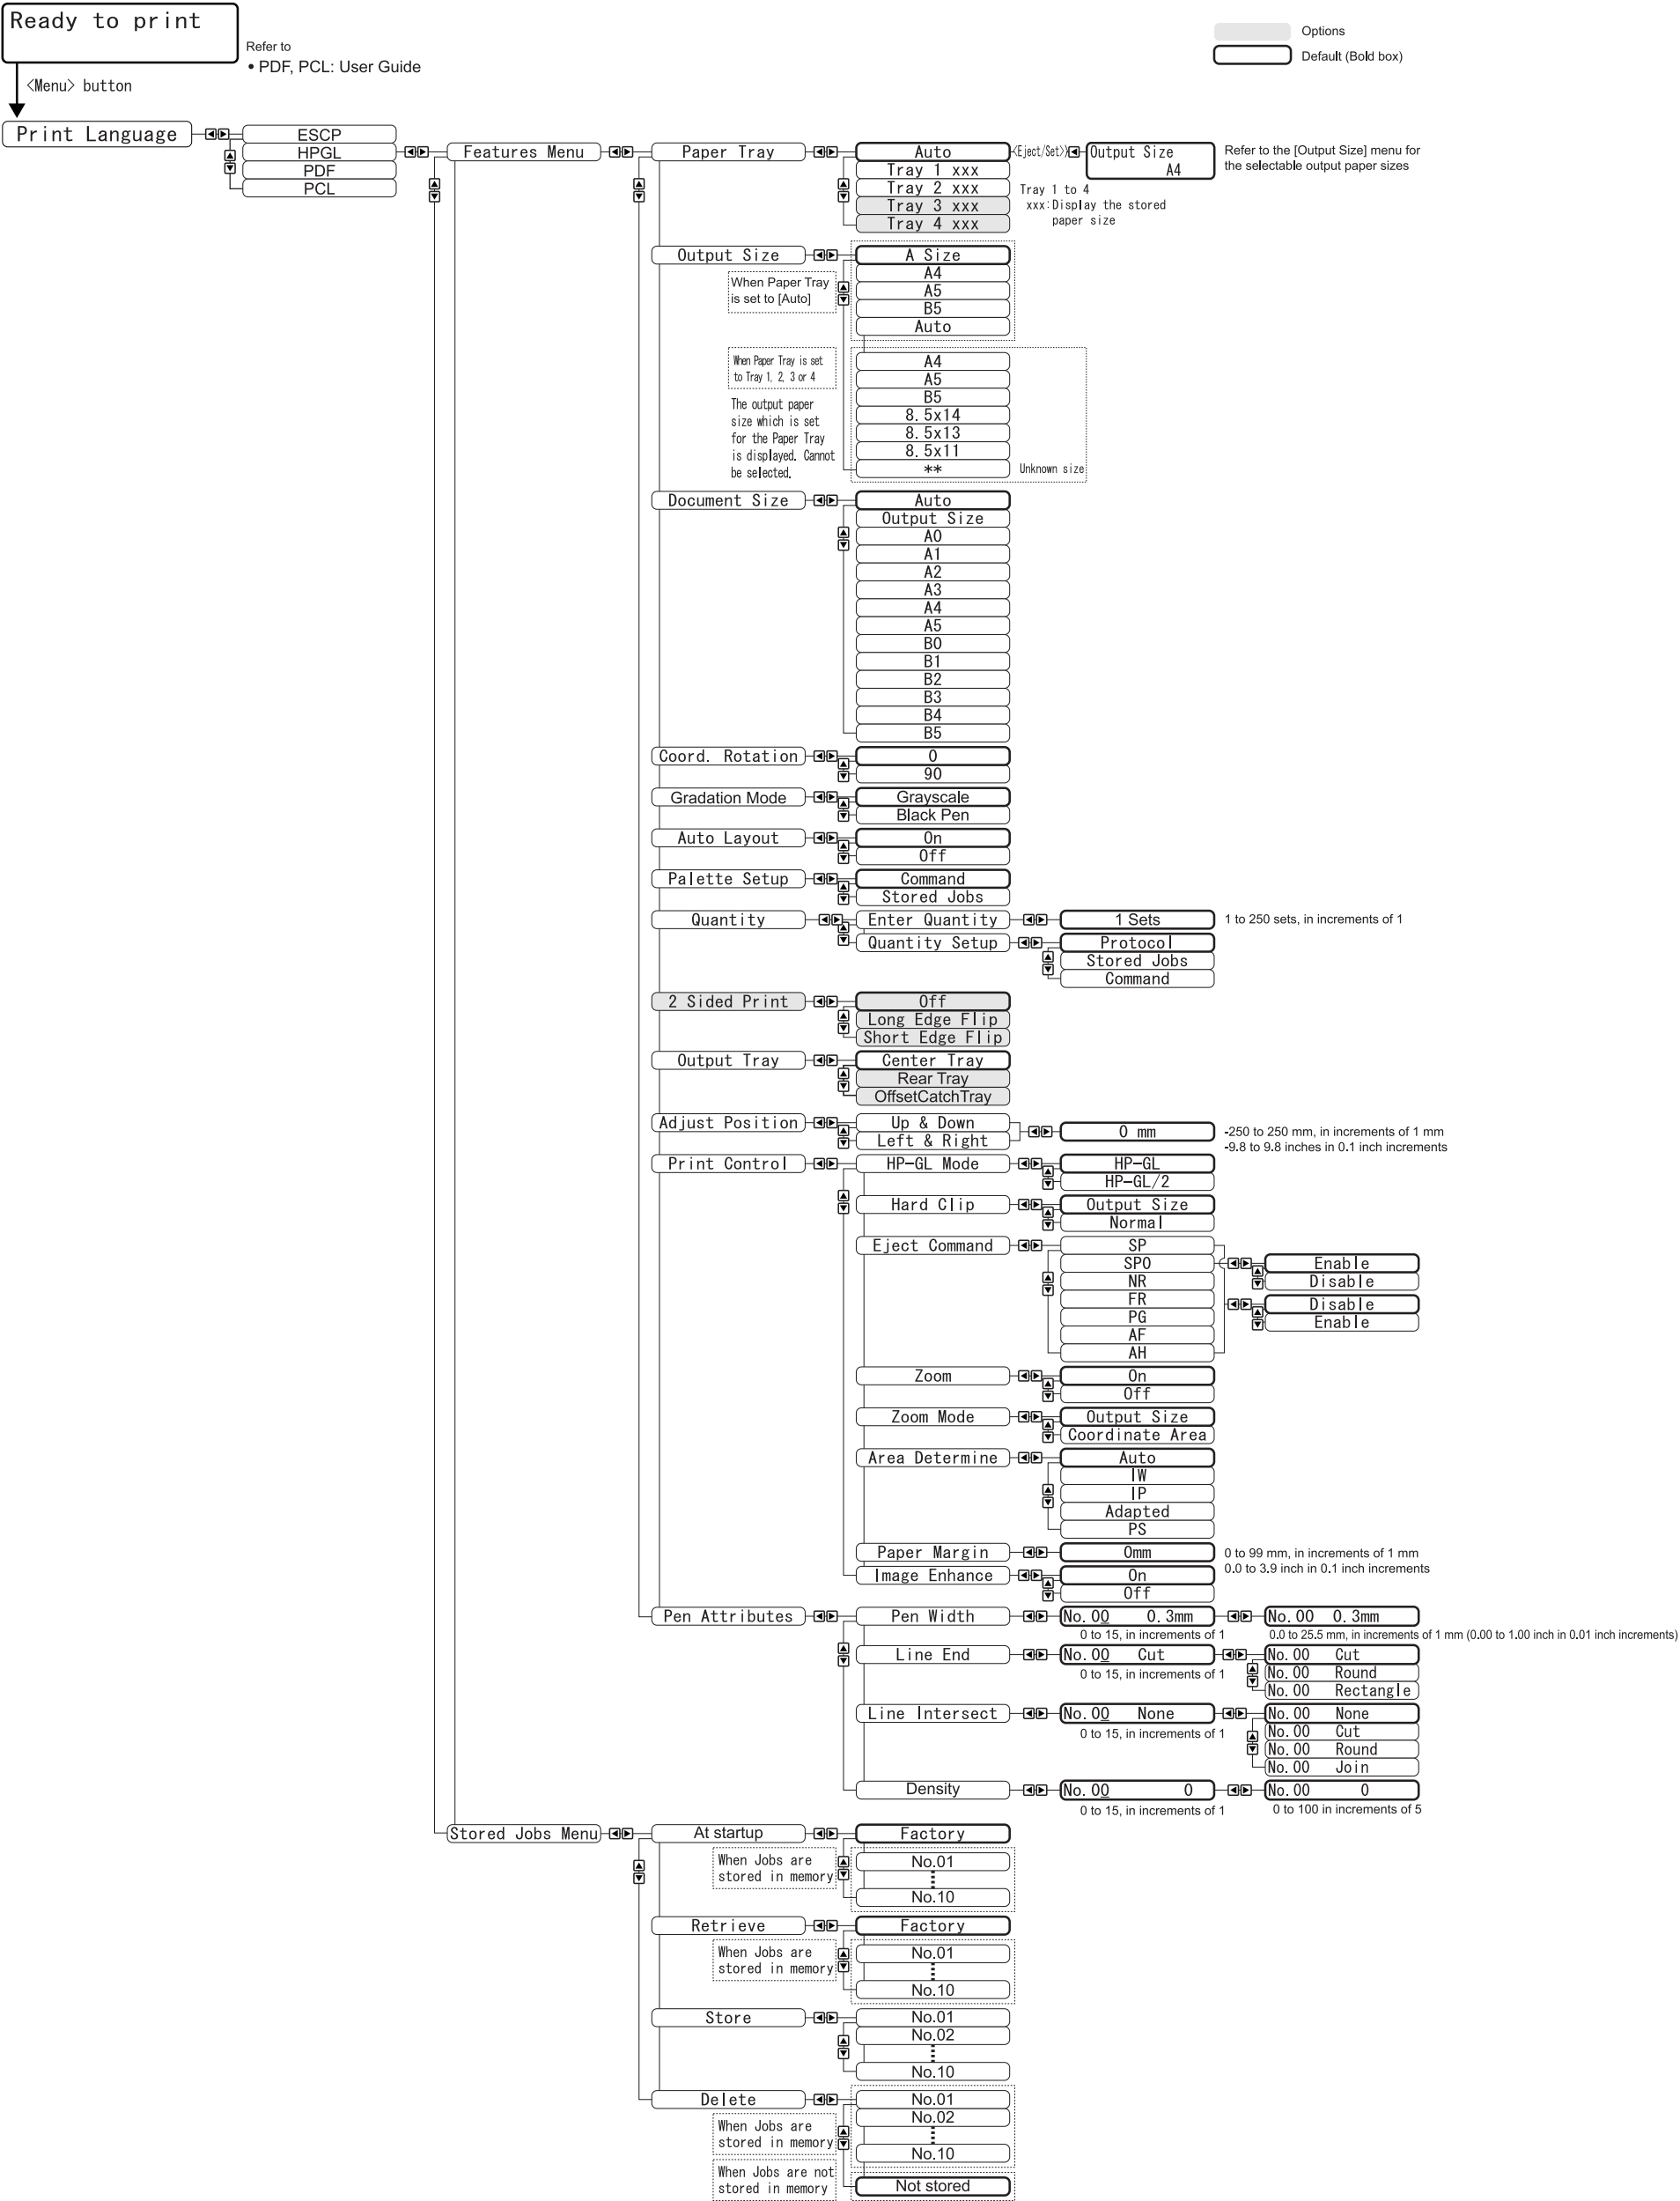 Ready to print
Refer to
• PDF, PCL: User Guide
Options
Default (Bold box)
<Menu> button
Print Language
ESCP
HPGL
PDF
PCL
Features Menu
Paper Tray
Auto
Tray 1 xxx
Tray 2 xxx
Tray 3 xxx
Tray 4 xxx
<Eject/Set>
Output Size
A4
Refer to the [Output Size] menu for
the selectable output paper sizes
Tray 1 to 4
xxx:Display the stored
paper size
Output Size
When Paper Tray
is set to [Auto]
A Size
A4
A5
B5
Auto
When Paper Tray is set
to Tray 1, 2, 3 or 4
The output paper
size which is set
for the Paper Tray
is displayed. Cannot
be selected.
A4
A5
B5
8.5x14
8.5x13
8.5x11
**
Unknown size
Document Size
Auto
Output Size
A0
A1
A2
A3
A4
A5
B0
B1
B2
B3
B4
B5
Coord. Rotation
0
90
Gradation Mode
Grayscale
Black Pen
Auto Layout
On
Off
Palette Setup
Command
Stored Jobs
Quantity
Enter Quantity
1 Sets
1 to 250 sets, in increments of 1
Quantity Setup
Protocol
Stored Jobs
Command
2 Sided Print
Off
Long Edge Flip
Short Edge Flip
Output Tray
Center Tray
Rear Tray
OffsetCatchTray
Adjust Position
Up & Down
Left & Right
0 mm
-250 to 250 mm, in increments of 1 mm
-9.8 to 9.8 inches in 0.1 inch increments
Print Control
HP-GL Mode
HP-GL
HP-GL/2
Hard Clip
Output Size
Normal
Eject Command
SP
SP0
NR
FR
PG
AF
AH
Enable
Disable
Disable
Enable
Zoom
On
Off
Zoom Mode
Output Size
Coordinate Area
Area Determine
Auto
IW
IP
Adapted
PS
Paper Margin
0mm
0 to 99 mm, in increments of 1 mm
0.0 to 3.9 inch in 0.1 inch increments
Image Enhance
On
Off
Pen Attributes
Pen Width
No.00 0.3mm
No.00 0.3mm
0 to 15, in increments of 1
0.0 to 25.5 mm, in increments of 1 mm (0.00 to 1.00 inch in 0.01 inch increments)
Line End
No.00 Cut
0 to 15, in increments of 1
No.00 Cut
No.00 Round
No.00 Rectangle
Line Intersect
No.00 None
0 to 15, in increments of 1
No.00 None
No.00 Cut
No.00 Round
No.00 Join
Density
No.00 0
No.00 0
0 to 15, in increments of 1
0 to 100 in increments of 5
Stored Jobs Menu
At startup
Factory
When Jobs are
stored in memory
No.01
No.10
Retrieve
Factory
When Jobs are
stored in memory
No.01
No.10
Store
No.01
No.02
No.10
Delete
No.01
No.02
No.10
When Jobs are
stored in memory
When Jobs are not
stored in memory
Not stored